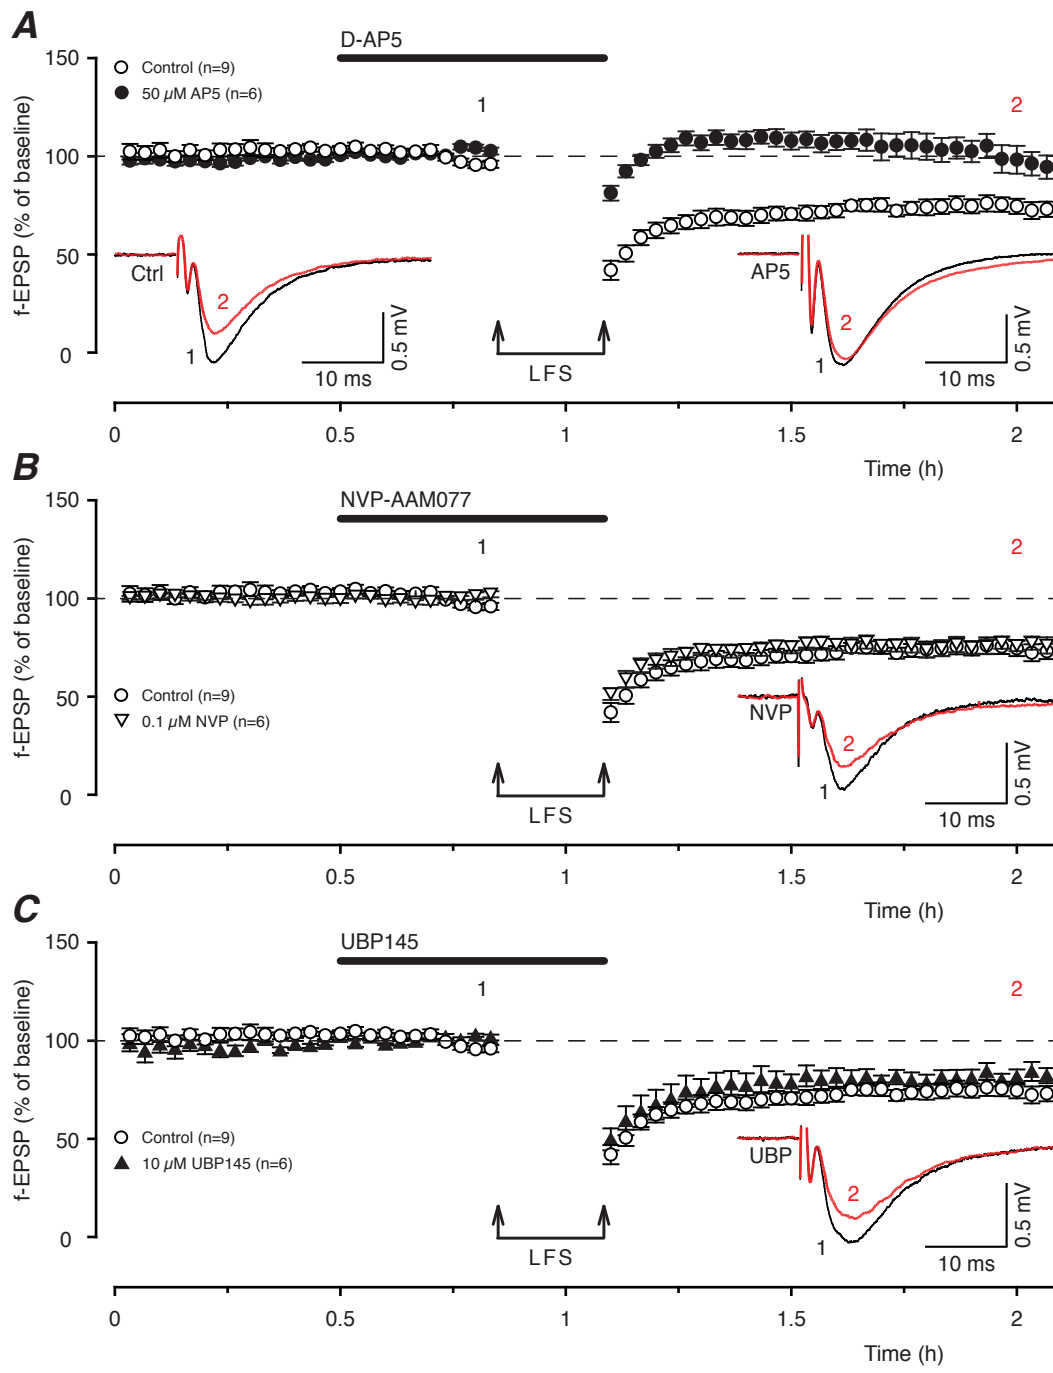 A
D-AP5
150
Control (n=9)
50 µM AP5 (n=6)
1
2
100
50
0
f-EPSP (% of baseline)
Ctrl
2
1
10 ms
0.5 mV
LFS
AP5
2
1
10 ms
0.5 mV
0
0.5
1
1.5
2
Time (h)
B
NVP-AAM077
150
1
2
100
50
0
f-EPSP (% of baseline)
Control (n=9)
0.1 µM NVP (n=6)
LFS
NVP
2
1
10 ms
0.5 mV
0
0.5
1
1.5
2
Time (h)
C
UBP145
150
1
2
100
50
0
f-EPSP (% of baseline)
Control (n=9)
10 µM UBP145 (n=6)
LFS
UBP
2
1
10 ms
0.5 mV
0
0.5
1
1.5
2
Time (h)